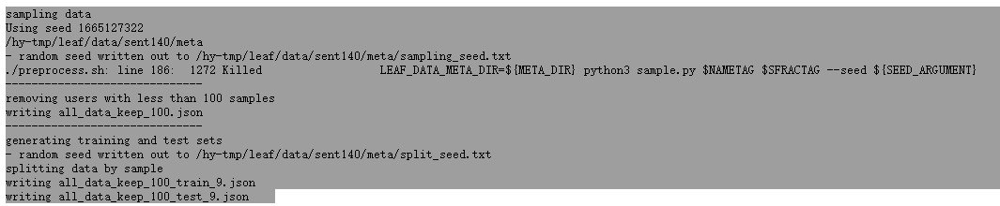 sampling data
Using seed 1665127322
/hy-tmp/leaf/data/sent140/meta
- random seed written out to /hy-tmp/leaf/data/sent140/meta/sampling_seed.txt
./preprocess.sh: line 186:  1272 Killed                  LEAF_DATA_META_DIR=${META_DIR} python3 sample.py $NAMETAG $SFRACTAG --seed ${SEED_ARGUMENT}
------------------------------
removing users with less than 100 samples
writing all_data_keep_100.json
------------------------------
generating training and test sets
- random seed written out to /hy-tmp/leaf/data/sent140/meta/split_seed.txt
splitting data by sample
writing all_data_keep_100_train_9.json
writing all_data_keep_100_test_9.json